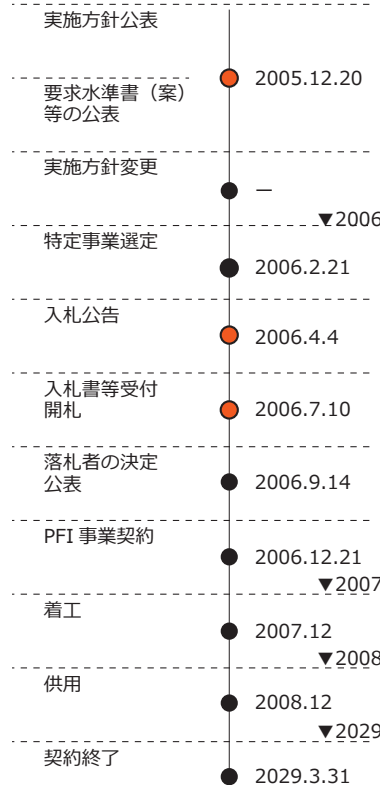 実施方針公表
2005.12.20
要求水準書（案）
等の公表
実施方針変更
－
▼2006
特定事業選定
2006.2.21
入札公告
2006.4.4
入札書等受付
開札
2006.7.10
落札者の決定
公表
2006.9.14
PFI 事業契約
2006.12.21
▼2007
着工
2007.12
▼2008
供用
2008.12
▼2029
契約終了
2029.3.31